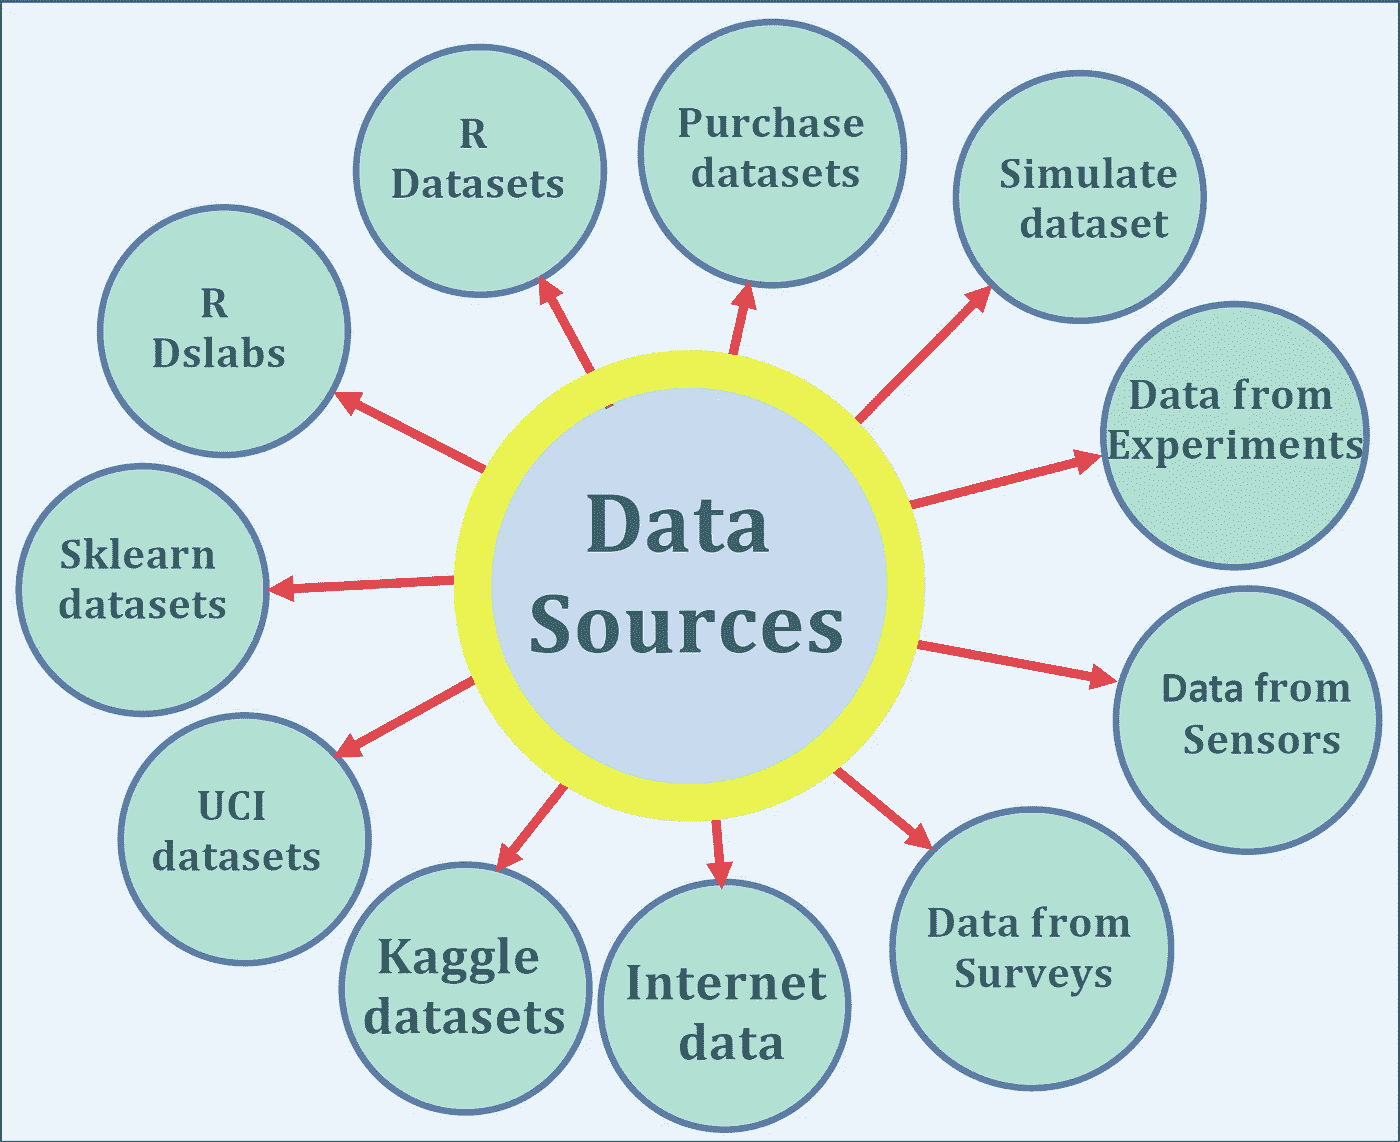 Data
Sources
Purchase
datasets
Simulate
dataset
Data from
Experiments
Data from
Sensors
Data from
Surveys
Internet
data
Kaggle
datasets
UCI
datasets
Sklearn
datasets
R
Dslabs
R
Datasets